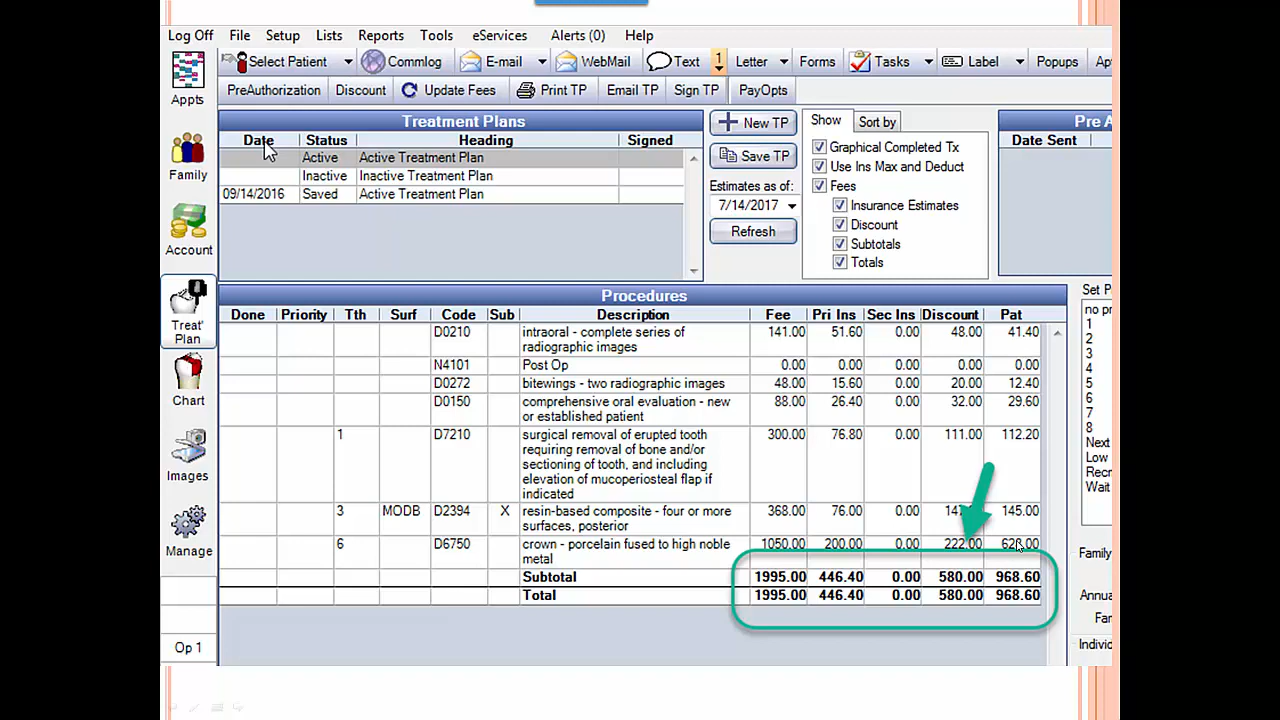 Log Off File Setup Lists Reports Tools eServices Alerts (0) Help
Select Patient Commlog E-mail WebMail Text 1 Letter Forms Tasks Label Popups
Appts
PreAuthorization Discount Update Fees Print TP Email TP Sign TP PayOpts
Treatment Plans
Date Status Heading Signed
Active Active Treatment Plan
Inactive Inactive Treatment Plan
09/14/2016 Saved Active Treatment Plan
New TP
Save TP
Estimates as of:
7/14/2017
Refresh
Show Sort by
Graphical Completed Tx
Use Ins Max and Deduct
Fees
Insurance Estimates
Discount
Subtotals
Totals
Pre A
Date Sent
Family
Account
Treat'
Plan
Chart
Images
Manage
Op 1
Procedures
Done Priority Tth Surf Code Sub Description Fee Pri Ins Sec Ins Discount Pat
D0210 intraoral - complete series of 141.00 51.60 0.00 48.00 41.40
radiographic images
N4101 Post Op 0.00 0.00 0.00 0.00 0.00
D0272 bitewings - two radiographic images 48.00 15.60 0.00 20.00 12.40
D0150 comprehensive oral evaluation - new 88.00 26.40 0.00 32.00 29.60
or established patient
1 D7210 surgical removal of erupted tooth 300.00 76.80 0.00 111.00 112.20
requiring removal of bone and/or
sectioning of tooth, and including
elevation of mucoperiosteal flap if
indicated
3 MODB D2394 X resin-based composite - four or more 368.00 76.00 0.00 145.00
surfaces, posterior
6 D6750 crown - porcelain fused to high noble 1050.00 200.00 0.00 222.00
metal
Subtotal 1995.00 446.40 0.00 580.00 968.60
Total 1995.00 446.40 0.00 580.00 968.60
Set P
no pr
1
2
3
4
5
6
7
8
Next
Low
Recr
Wait
Family
Annua
Fam
Individ